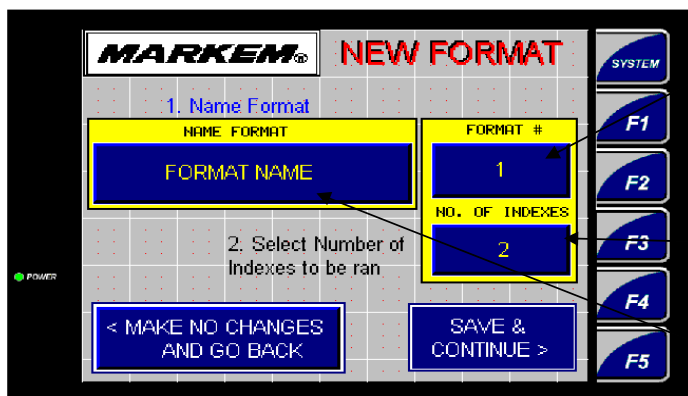 MARKEM® NEW FORMAT
SYSTEM
1. Name Format
NAME FORMAT
FORMAT NAME
FORMAT #
1
NO. OF INDEXES
2
2. Select Number of
Indexes to be ran
< MAKE NO CHANGES
AND GO BACK
SAVE &
CONTINUE >
F1
F2
F3
F4
F5
POWER